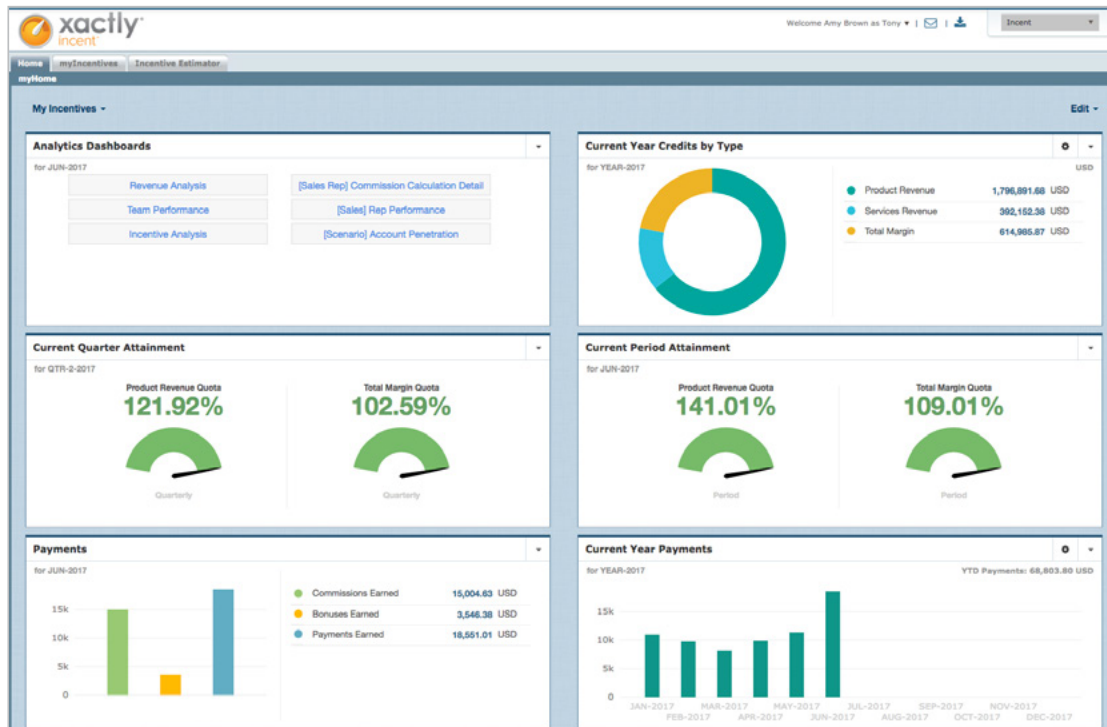 xactly
incent
Welcome Amy Brown as Tony
Incent
Home myIncentives Incentive Estimator
myHome
My Incentives
Edit
Analytics Dashboards
for JUN-2017
Revenue Analysis
[Sales Rep] Commission Calculation Detail
Team Performance
[Sales] Rep Performance
Incentive Analysis
[Scenario] Account Penetration
Current Year Credits by Type
for YEAR-2017
USD
Product Revenue 1,796,891.68 USD
Services Revenue 392,152.36 USD
Total Margin 614,985.87 USD
Current Quarter Attainment
for QTR-2-2017
Product Revenue Quota
121.92%
Quarterly
Total Margin Quota
102.59%
Quarterly
Current Period Attainment
for JUN-2017
Product Revenue Quota
141.01%
Period
Total Margin Quota
109.01%
Period
Payments
for JUN-2017
15k
10k
5k
0
Commissions Earned 15,004.63 USD
Bonuses Earned 3,546.38 USD
Payments Earned 18,551.01 USD
Current Year Payments
for YEAR-2017
YTD Payments: 68,803.80 USD
15k
10k
5k
0
JAN-2017 MAR-2017 MAY-2017 JUL-2017 SEP-2017 NOV-2017
FEB-2017 APR-2017 JUN-2017 AUG-2017 OCT-2017 DEC-2017